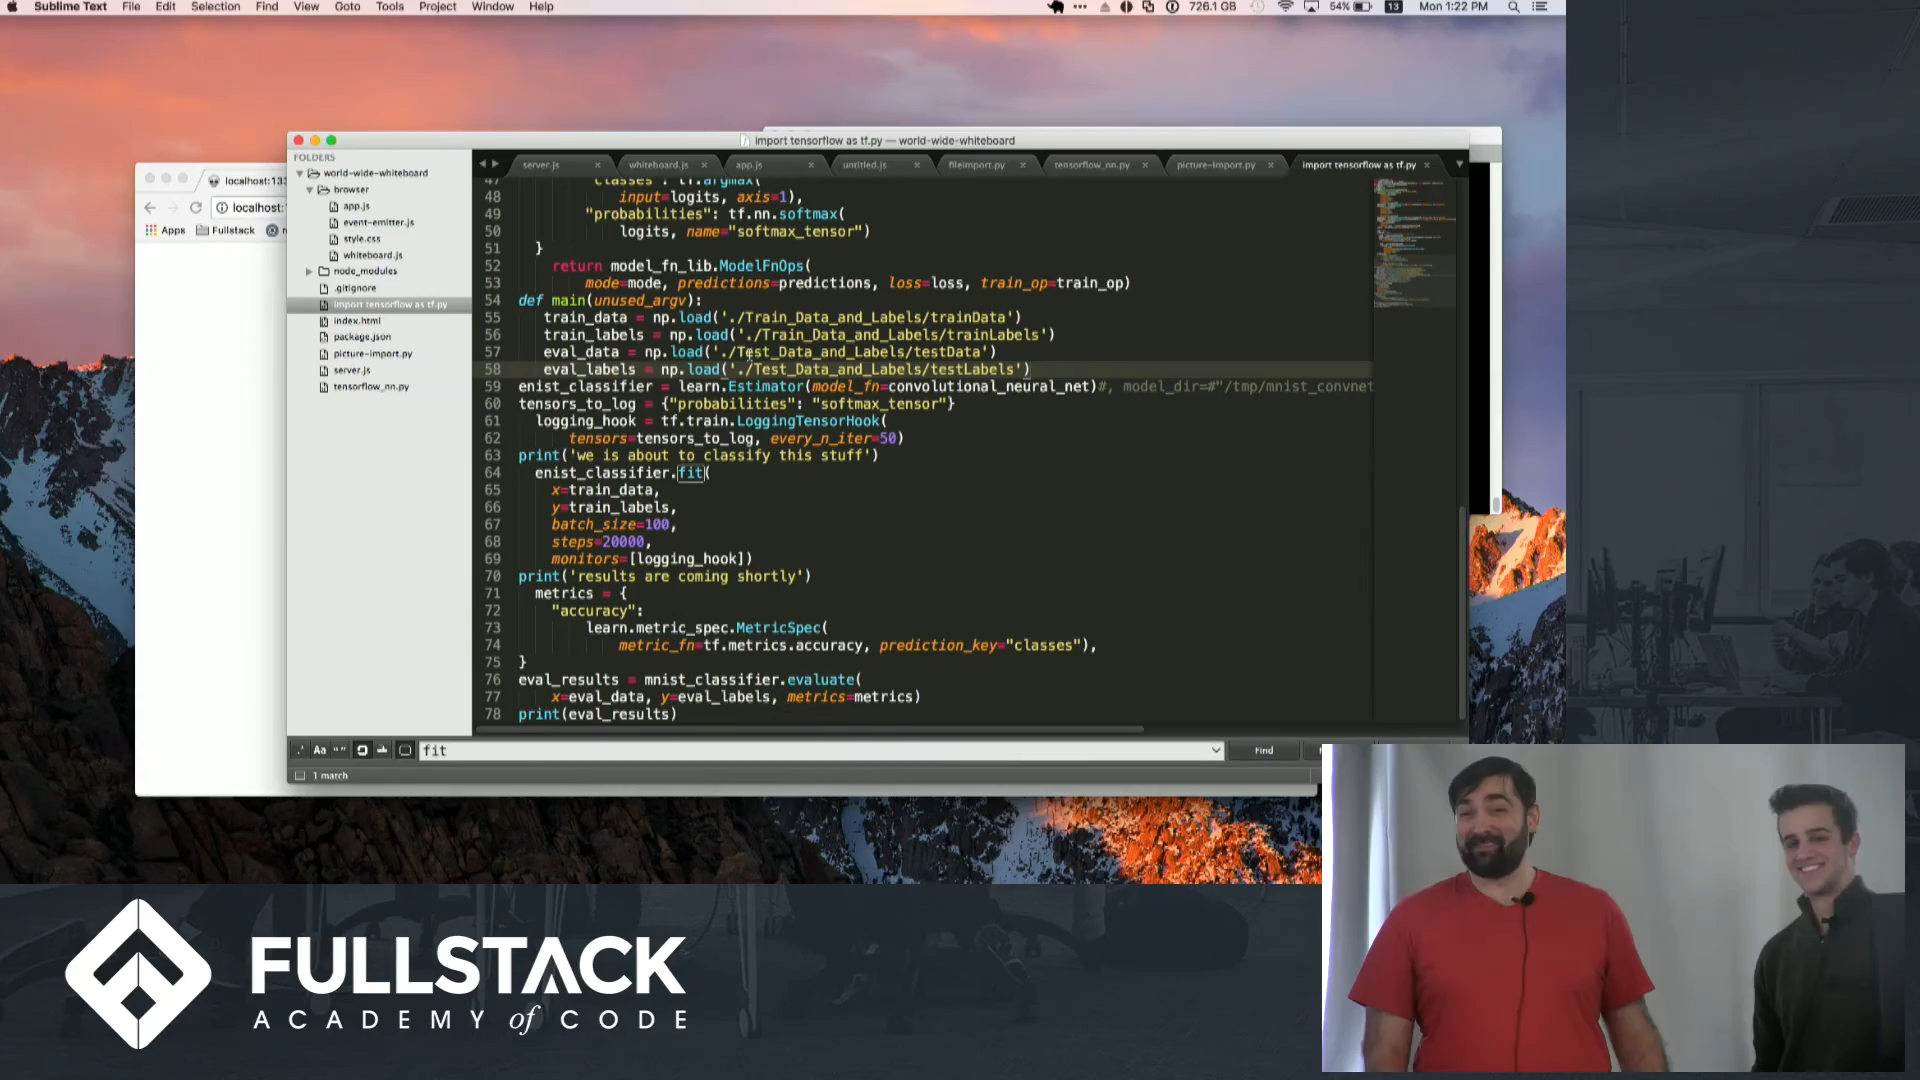 Sublime Text File Edit Selection Find View Goto Tools Project Window Help
726.1 GB 54% 13 Mon 1:22 PM
import tensorflow as tf.py — world-wide-whiteboard
FOLDERS
world-wide-whiteboard
browser
app.js
event-emitter.js
style.css
whiteboard.js
node_modules
.gitignore
import tensorflow as tf.py
index.html
package.json
picture-import.py
server.js
tensorflow_nn.py
localhost:133
localhost:
Apps Fullstack
server.js whiteboard.js app.js untitled.js fileimport.py tensorflow_nn.py picture-import.py import tensorflow as tf.py
47 "classes": tf.argmax(
48 input=logits, axis=1),
49 "probabilities": tf.nn.softmax(
50 logits, name="softmax_tensor")
51 }
52 return model_fn_lib.ModelFnOps(
53 mode=mode, predictions=predictions, loss=loss, train_op=train_op)
54 def main(unused_argv):
55 train_data = np.load('./Train_Data_and_Labels/trainData')
56 train_labels = np.load('./Train_Data_and_Labels/trainLabels')
57 eval_data = np.load('./Test_Data_and_Labels/testData')
58 eval_labels = np.load('./Test_Data_and_Labels/testLabels')
59 enist_classifier = learn.Estimator(model_fn=convolutional_neural_net)#, model_dir=#"/tmp/mnist_convnet
60 tensors_to_log = {"probabilities": "softmax_tensor"}
61 logging_hook = tf.train.LoggingTensorHook(
62 tensors=tensors_to_log, every_n_iter=50)
63 print('we is about to classify this stuff')
64 enist_classifier.fit(
65 x=train_data,
66 y=train_labels,
67 batch_size=100,
68 steps=20000,
69 monitors=[logging_hook])
70 print('results are coming shortly')
71 metrics = {
72 "accuracy":
73 learn.metric_spec.MetricSpec(
74 metric_fn=tf.metrics.accuracy, prediction_key="classes"),
75 }
76 eval_results = mnist_classifier.evaluate(
77 x=eval_data, y=eval_labels, metrics=metrics)
78 print(eval_results)
Aa "" fit Find
1 match
FULLSTACK
ACADEMY of CODE